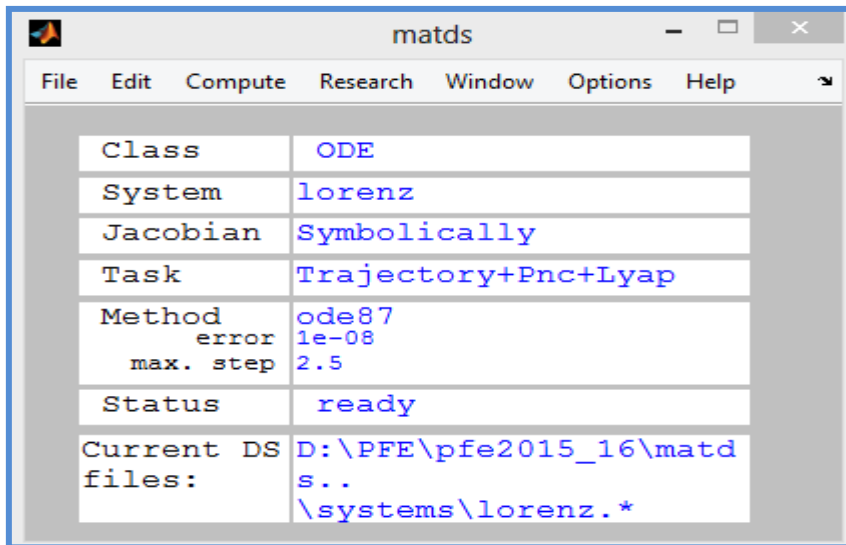 matds
File Edit Compute Research Window Options Help
Class ODE
System lorenz
Jacobian Symbolically
Task Trajectory+Pnc+Lyap
Method ode87
error 1e-08
max. step 2.5
Status ready
Current DS files: D:\PFE\pfe2015_16\matd
s..
\systems\lorenz.*